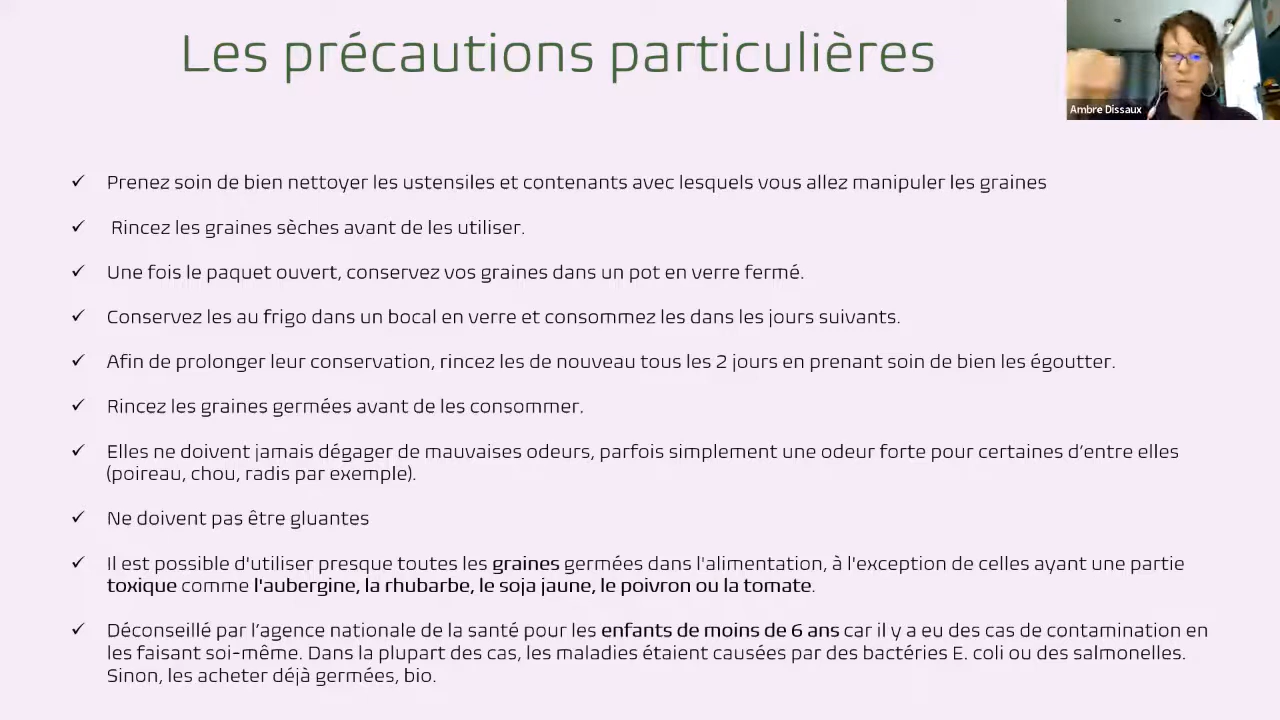 Les précautions particulières
Ambre Dissaux
✓ Prenez soin de bien nettoyer les ustensiles et contenants avec lesquels vous allez manipuler les graines
✓ Rincez les graines sèches avant de les utiliser.
✓ Une fois le paquet ouvert, conservez vos graines dans un pot en verre fermé.
✓ Conservez les au frigo dans un bocal en verre et consommez les dans les jours suivants.
✓ Afin de prolonger leur conservation, rincez les de nouveau tous les 2 jours en prenant soin de bien les égoutter.
✓ Rincez les graines germées avant de les consommer.
✓ Elles ne doivent jamais dégager de mauvaises odeurs, parfois simplement une odeur forte pour certaines d’entre elles
(poireau, chou, radis par exemple).
✓ Ne doivent pas être gluantes
✓ Il est possible d'utiliser presque toutes les graines germées dans l'alimentation, à l'exception de celles ayant une partie
toxique comme l'aubergine, la rhubarbe, le soja jaune, le poivron ou la tomate.
✓ Déconseillé par l’agence nationale de la santé pour les enfants de moins de 6 ans car il y a eu des cas de contamination en
les faisant soi-même. Dans la plupart des cas, les maladies étaient causées par des bactéries E. coli ou des salmonelles.
Sinon, les acheter déjà germées, bio.